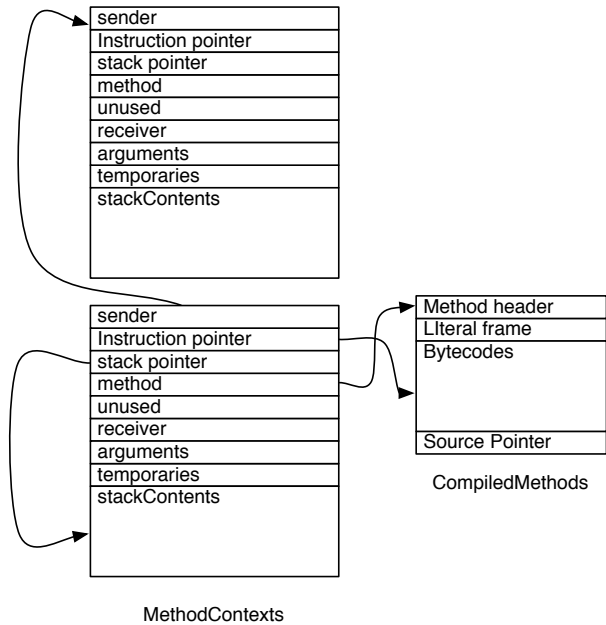 sender
Instruction pointer
stack pointer
method
unused
receiver
arguments
temporaries
stackContents
sender
Instruction pointer
stack pointer
method
unused
receiver
arguments
temporaries
stackContents
MethodContexts
Method header
LIteral frame
Bytecodes
Source Pointer
CompiledMethods